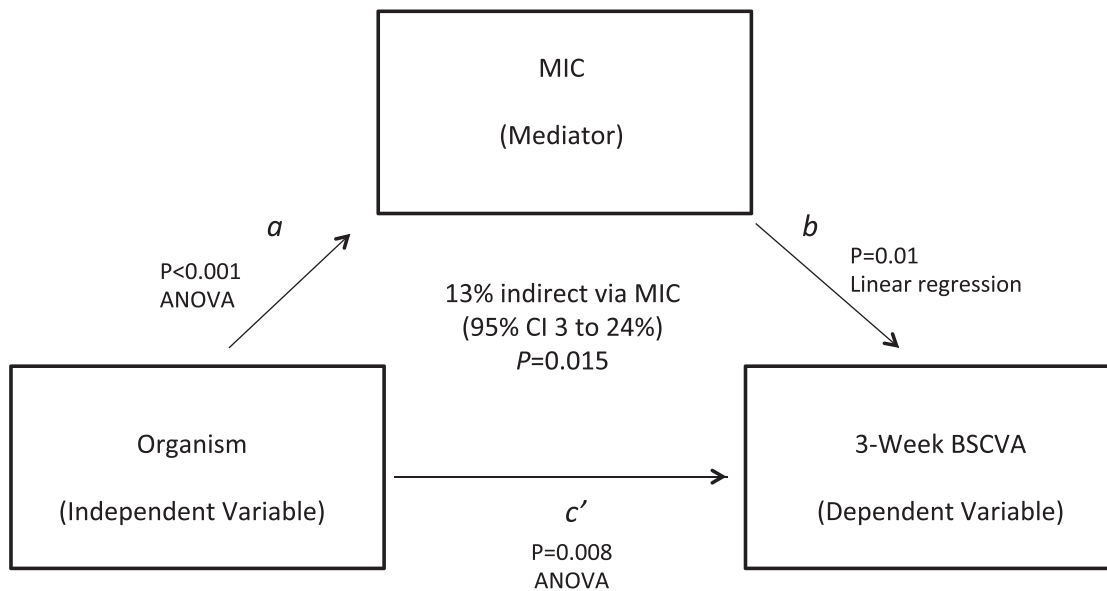 MIC
(Mediator)
a
b
P<0.001
ANOVA
P=0.01
Linear regression
13% indirect via MIC
(95% CI 3 to 24%)
P=0.015
Organism
(Independent Variable)
3-Week BSCVA
(Dependent Variable)
c’
P=0.008
ANOVA